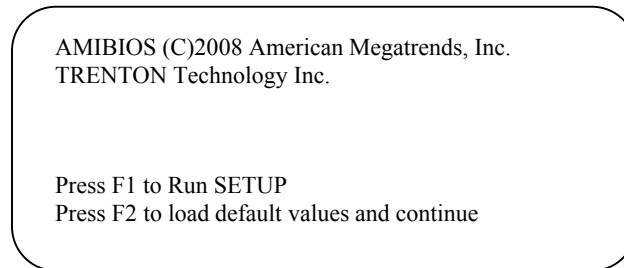 AMIBIOS (C)2008 American Megatrends, Inc.
TRENTON Technology Inc.
Press F1 to Run SETUP
Press F2 to load default values and continue